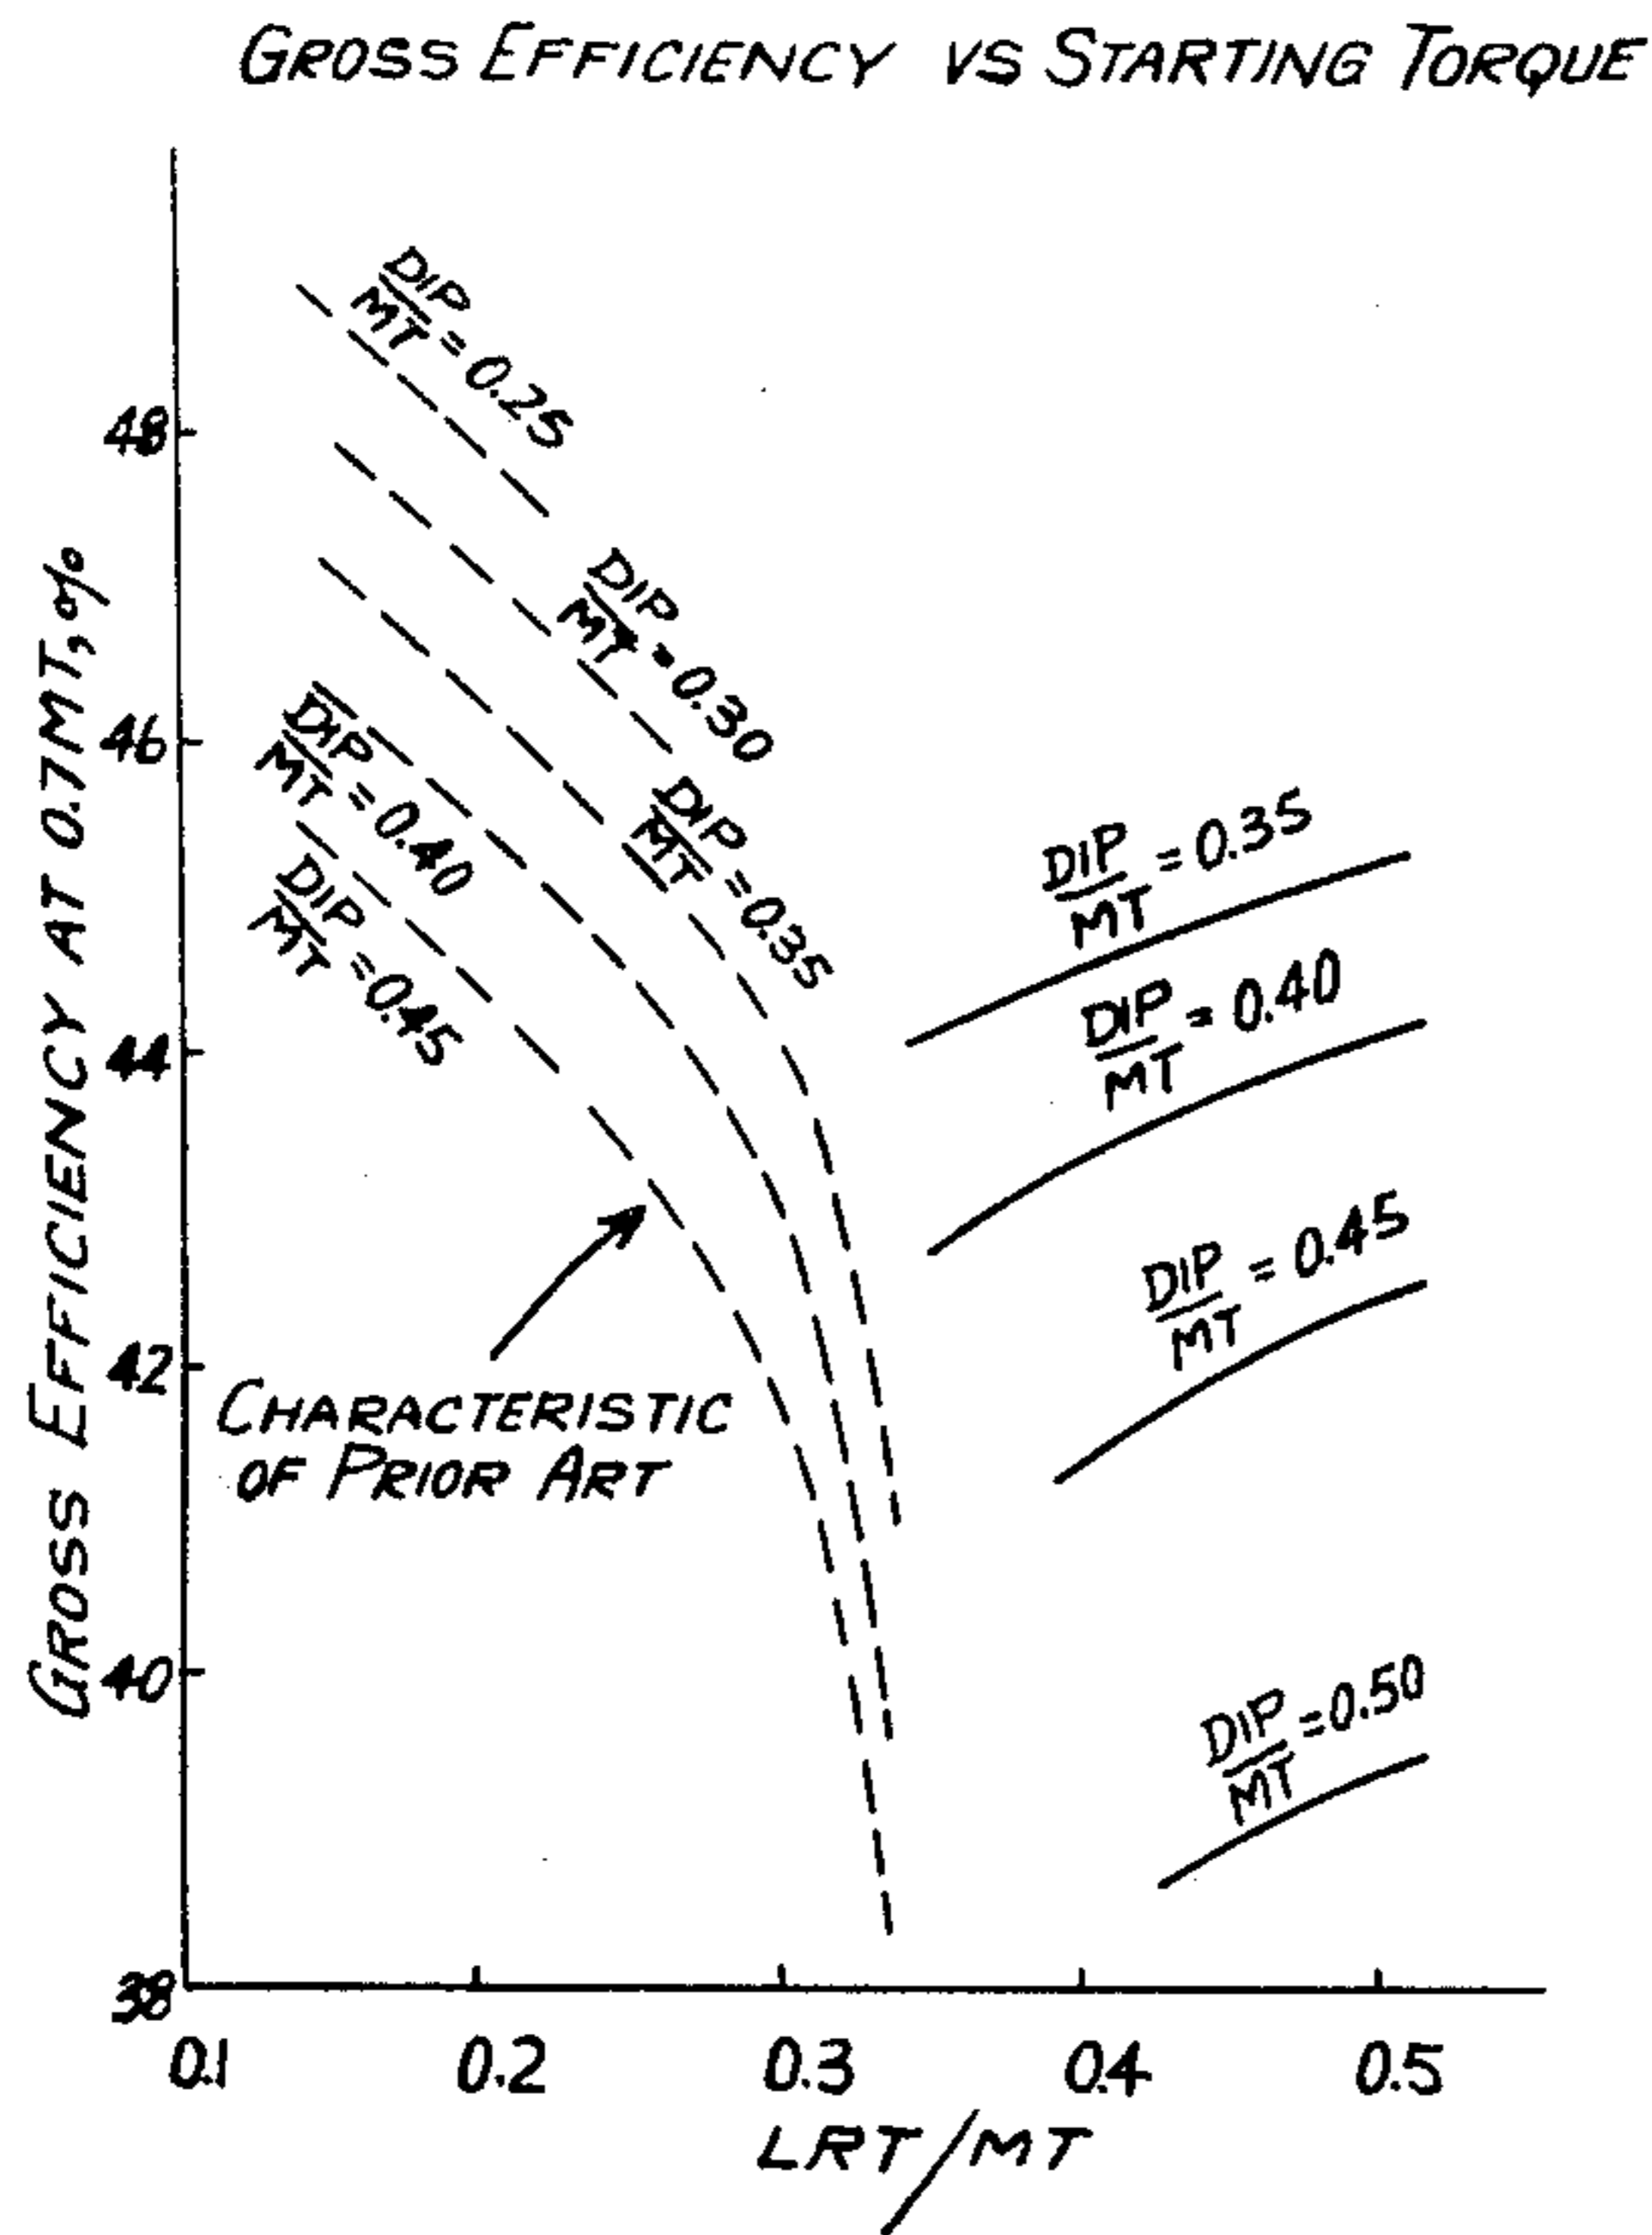 GROSS EFFICIENCY VS STARTING TORQUE
GROSS EFFICIENCY AT 0.7MT,%
48
46
44
42
40
38
DIP
MT = 0.25
DIP
MT = 0.30
DIP
MT = 0.35
DIP
MT = 0.40
DIP
MT = 0.45
DIP
MT = 0.35
DIP
MT = 0.40
DIP
MT = 0.45
DIP
MT = 0.50
CHARACTERISTIC
OF PRIOR ART
0.1 0.2 0.3 0.4 0.5
LRT/MT